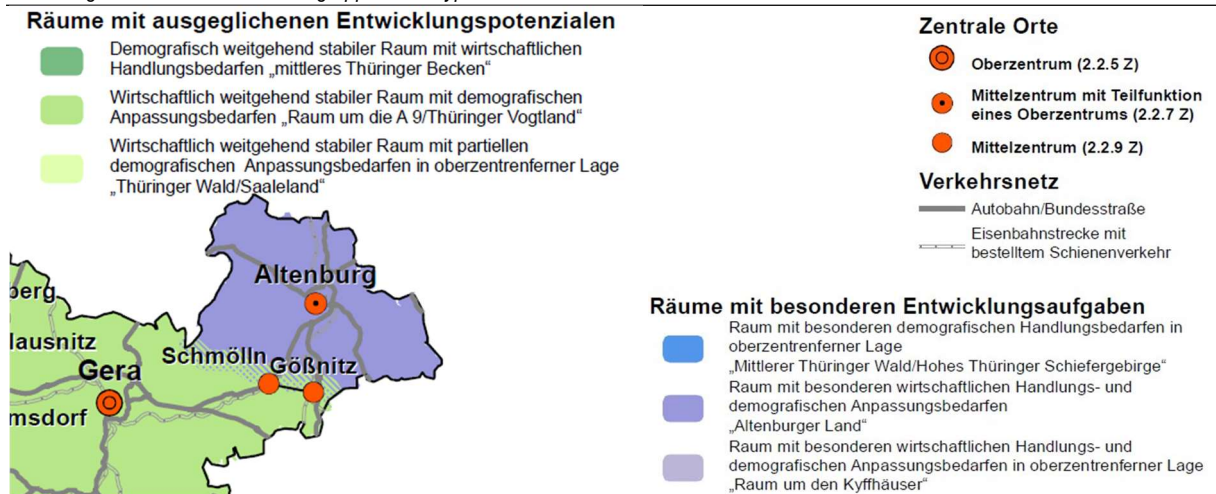 Räume mit ausgeglichenen Entwicklungspotenzialen
Demografisch weitgehend stabiler Raum mit wirtschaftlichen
Handlungsbedarfen „mittleres Thüringer Becken“
Wirtschaftlich weitgehend stabiler Raum mit demografischen
Anpassungsbedarfen „Raum um die A 9/Thüringer Vogtland“
Wirtschaftlich weitgehend stabiler Raum mit partiellen
demografischen Anpassungsbedarfen in oberzentrenferner Lage
„Thüringer Wald/Saaleland“
Altenburg
berg
lausnitz
Schmölln
Gößnitz
Gera
msdorf
Zentrale Orte
Oberzentrum (2.2.5 Z)
Mittelzentrum mit Teilfunktion
eines Oberzentrums (2.2.7 Z)
Mittelzentrum (2.2.9 Z)
Verkehrsnetz
Autobahn/Bundesstraße
Eisenbahnstrecke mit
bestelltem Schienenverkehr
Räume mit besonderen Entwicklungsaufgaben
Raum mit besonderen demografischen Handlungsbedarfen in
oberzentrenferner Lage
„Mittlerer Thüringer Wald/Hohes Thüringer Schiefergebirge“
Raum mit besonderen wirtschaftlichen Handlungs- und
demografischen Anpassungsbedarfen
„Altenburger Land“
Raum mit besonderen wirtschaftlichen Handlungs- und
demografischen Anpassungsbedarfen in oberzentrenferner Lage
„Raum um den Kyffhäuser“